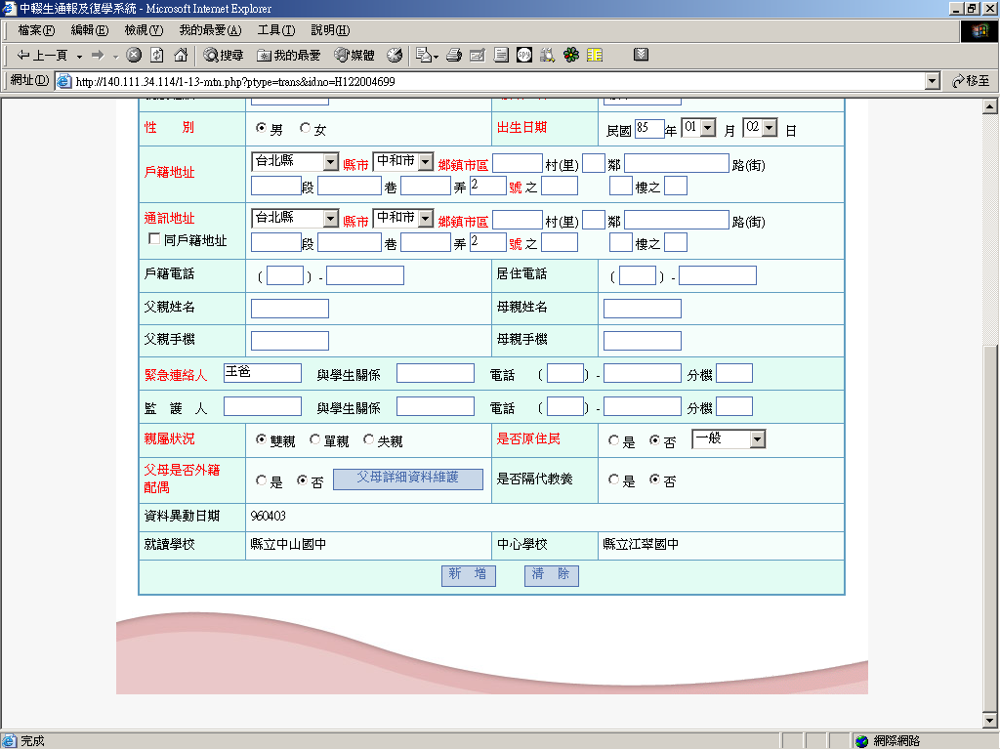 中輟生通報及復學系統 - Microsoft Internet Explorer
檔案(F) 編輯(E) 檢視(V) 我的最愛(A) 工具(T) 說明(H)
上一頁 搜尋 我的最愛 媒體
網址(D) http://140.111.34.114/1-13-mtn.php?ptype=trans&idno=H122004699 移至
性 別 男 女 出生日期 民國 85 年 01 月 02 日
戶籍地址 台北縣 縣市 中和市 鄉鎮市區 村(里) 鄰 路(街)
段 巷 弄 2 號 之 樓之
通訊地址 台北縣 縣市 中和市 鄉鎮市區 村(里) 鄰 路(街)
同戶籍地址 段 巷 弄 2 號 之 樓之
戶籍電話 ( ) - 居住電話 ( ) -
父親姓名 母親姓名
父親手機 母親手機
緊急連絡人 王爸 與學生關係 電話 ( ) - 分機
監 護 人 與學生關係 電話 ( ) - 分機
親屬狀況 雙親 單親 失親 是否原住民 是 否 一般
父母是否外籍
配偶 是 否 父母詳細資料維護 是否隔代教養 是 否
資料異動日期 960403
就讀學校 縣立中山國中 中心學校 縣立江翠國中
新 增 清 除
完成 網際網路